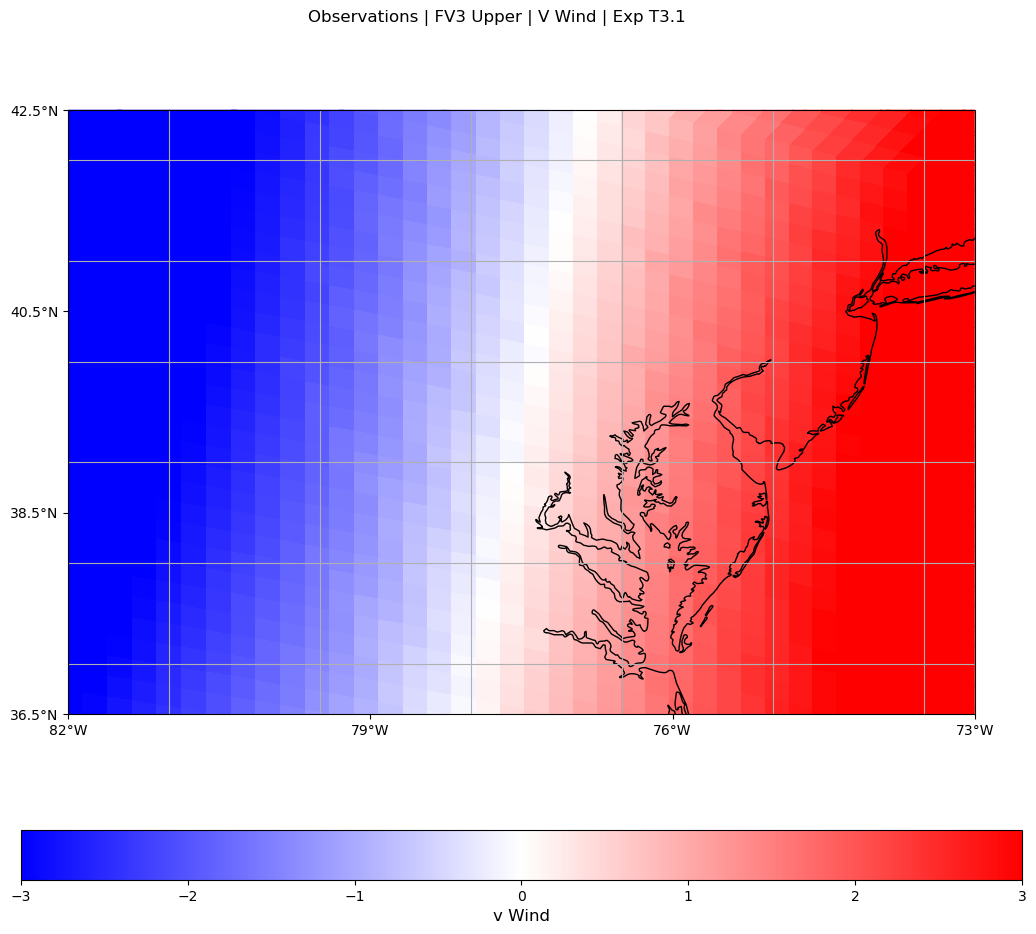 Observations | FV3 Upper | V Wind | Exp T3.1
42.5°N
40.5°N
38.5°N
36.5°N
82°W 79°W 76°W 73°W
−3 −2 −1 0 1 2 3
v Wind